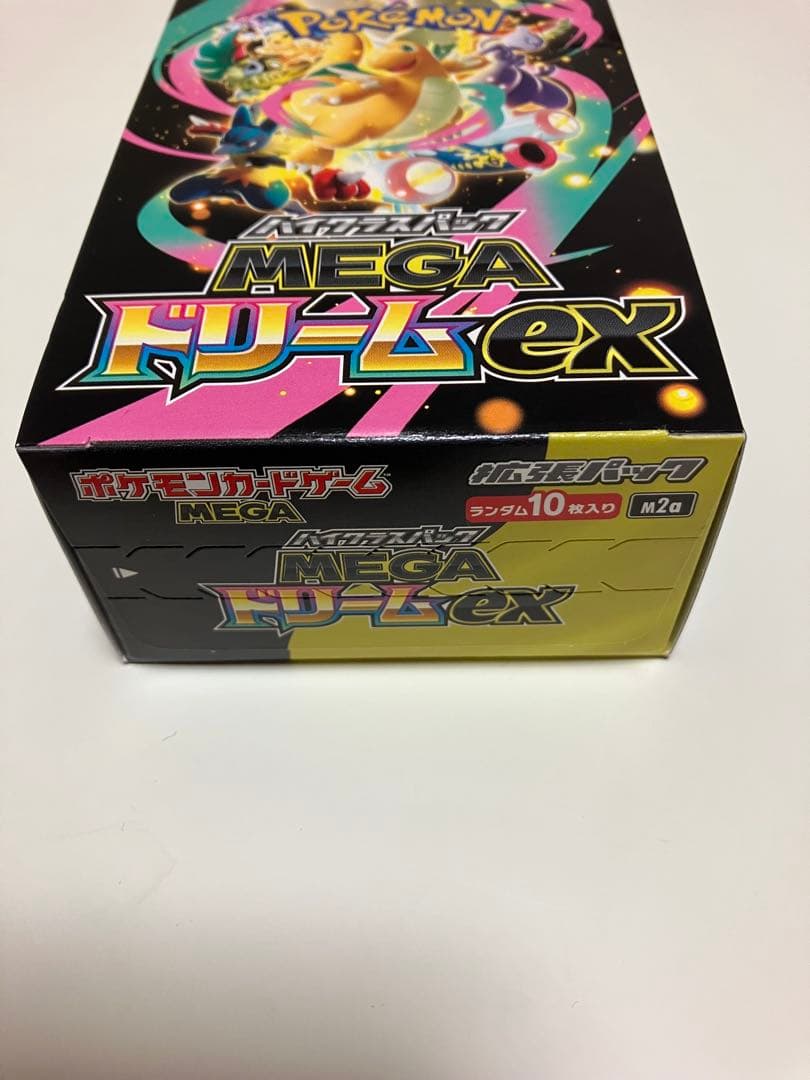 POKéMON
ハイクラスパック
MEGA
ドリームex
ポケモンカードゲーム
MEGA
拡張パック
ランダム10枚入り
M2a
ハイクラスパック
MEGA
ドリームex